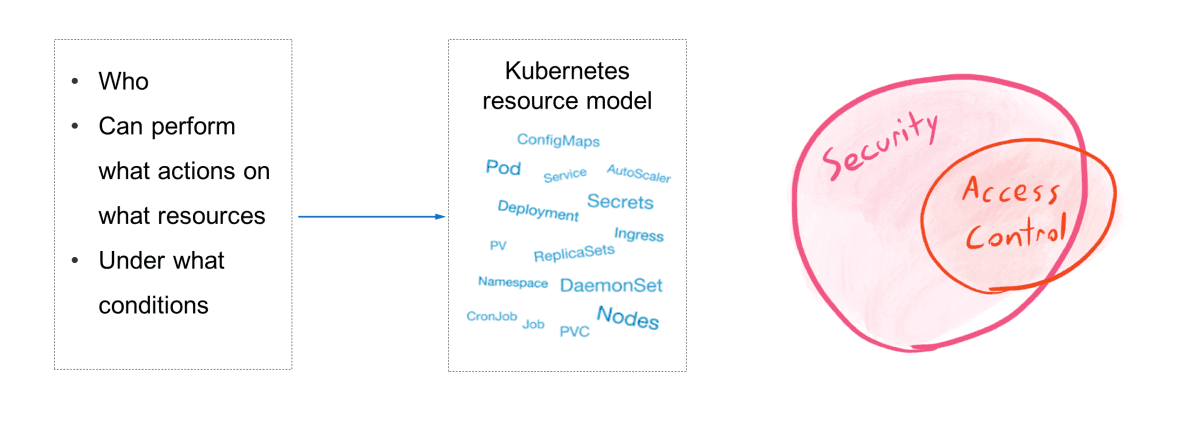 • Who
• Can perform
what actions on
what resources
• Under what
conditions
Kubernetes
resource model
ConfigMaps
Pod Service AutoScaler
Deployment Secrets
Ingress
PV ReplicaSets
Namespace DaemonSet
CronJob Job PVC Nodes
Security
Access
Control